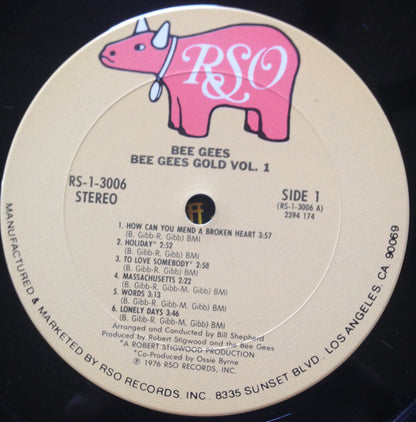 RSO
BEE GEES
BEE GEES GOLD VOL. 1
RS-1-3006
STEREO
SIDE 1
(RS-1-3006 A)
2394 174
1. HOW CAN YOU MEND A BROKEN HEART 3:57
(B. Gibb-R. Gibb) BMI
2. HOLIDAY* 2:52
(B. Gibb-R. Gibb) BMI
3. TO LOVE SOMEBODY* 2:58
(B. Gibb-R. Gibb) BMI
4. MASSACHUSETTS 2:22
(B. Gibb-R. Gibb-M. Gibb) BMI
5. WORDS 3:13
(B. Gibb-R. Gibb-M. Gibb) BMI
6. LONELY DAYS 3:46
(B. Gibb-R. Gibb-M. Gibb) BMI
Arranged and Conducted by Bill Shepherd
Produced by Robert Stigwood and the Bee Gees
"A ROBERT STIGWOOD PRODUCTION
*Co-Produced by Ossie Byrne
℗ 1976 RSO RECORDS, INC.
MANUFACTURED & MARKETED BY RSO RECORDS, INC. 8335 SUNSET BLVD. LOS ANGELES, CA 90069